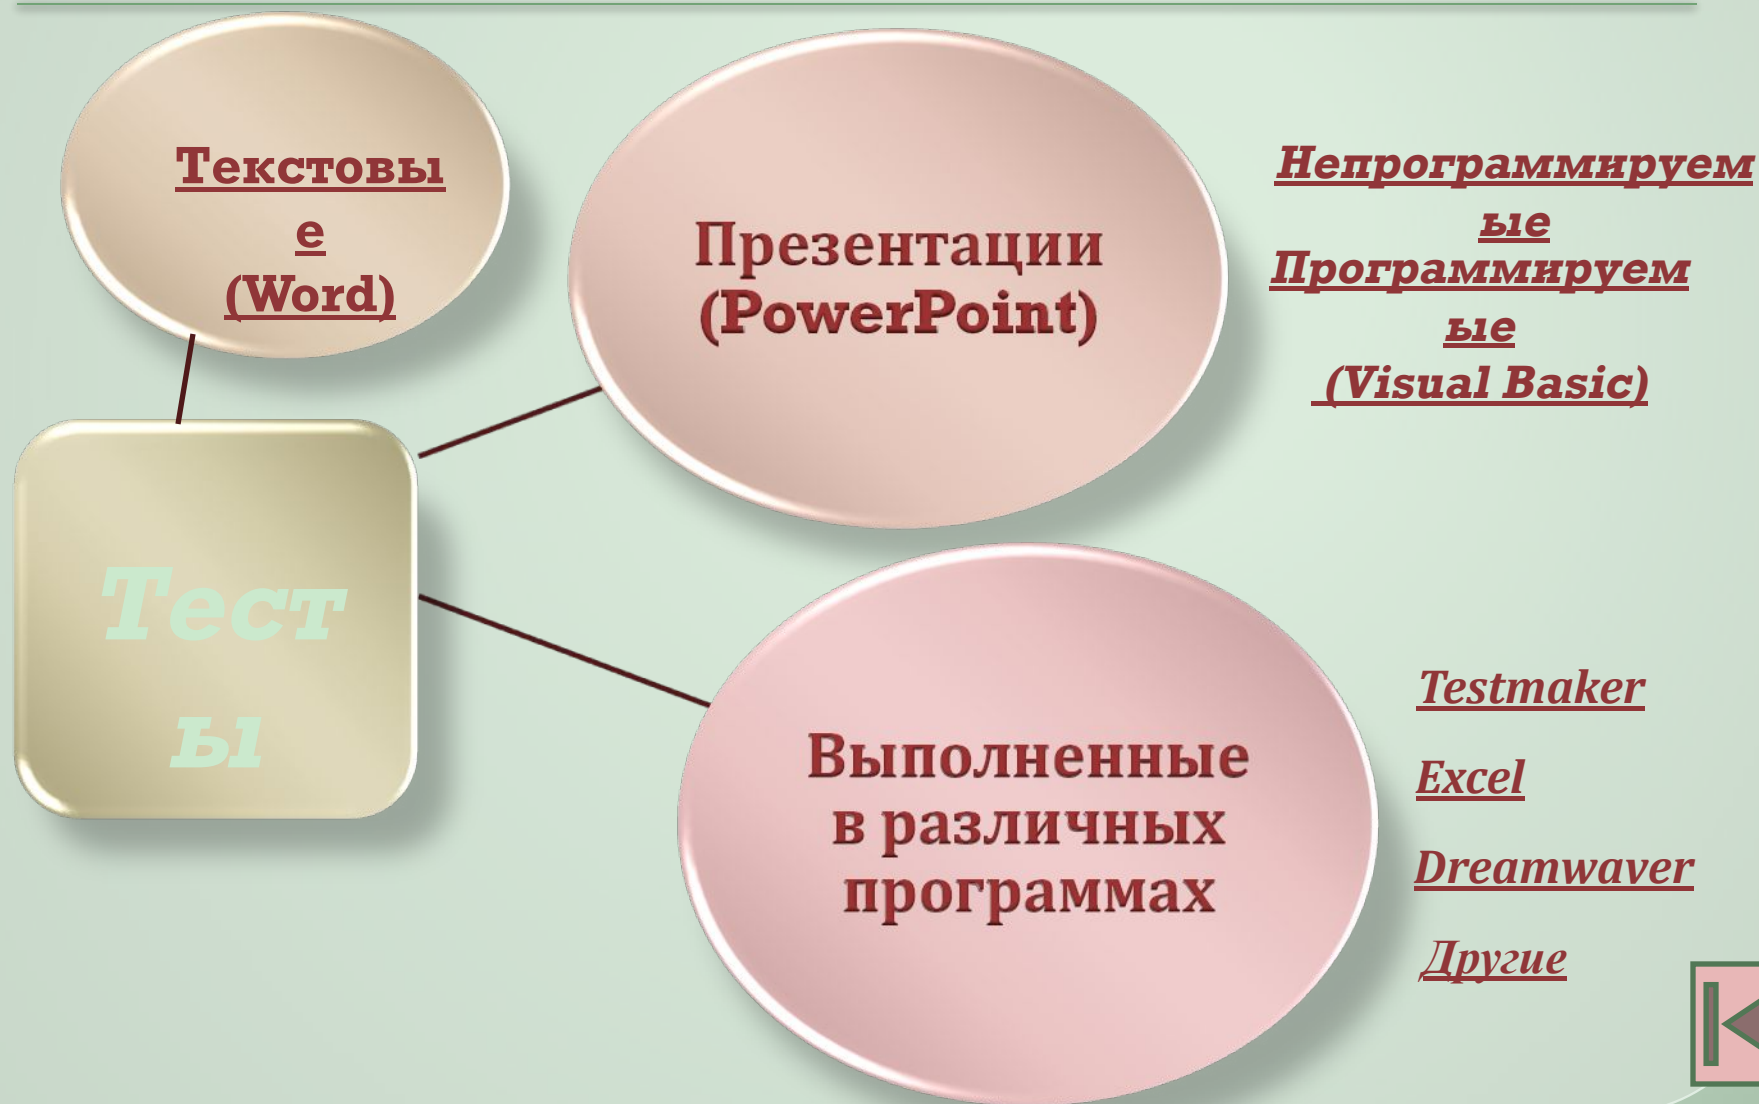 Текстовы
е
(Word)
Презентации
(PowerPoint)
Непрограммируем
ые
Программируем
ые
(Visual Basic)
Тест
ы
Выполненные
в различных
программах
Testmaker
Excel
Dreamwaver
Другие